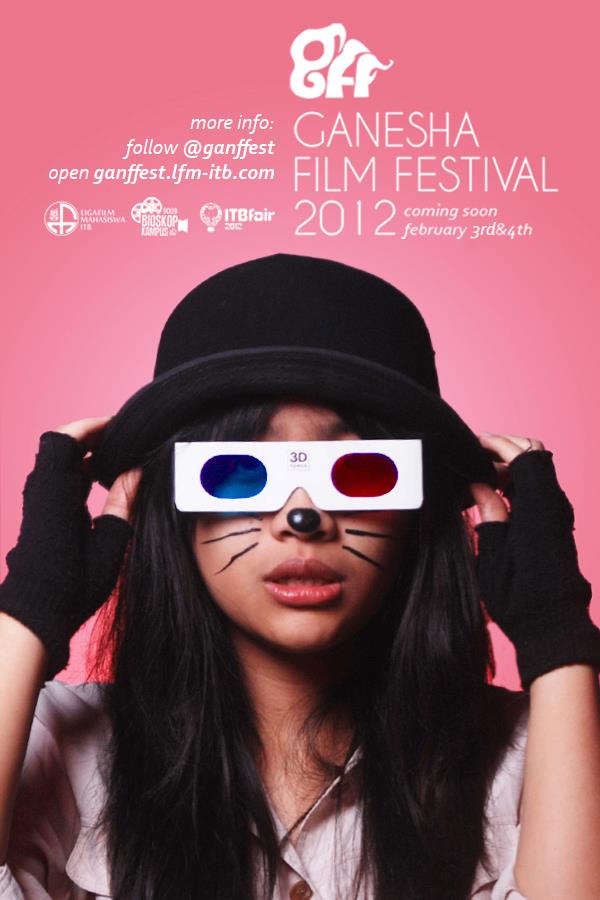 gff
GANESHA
FILM FESTIVAL
2012 coming soon
february 3rd&4th
more info:
follow @ganffest
open ganffest.lfm-itb.com
LIGAFILM
MAHASISWA
ITB
9009
BIOSKOP
KAMPUS
ITBfair
2012
3D